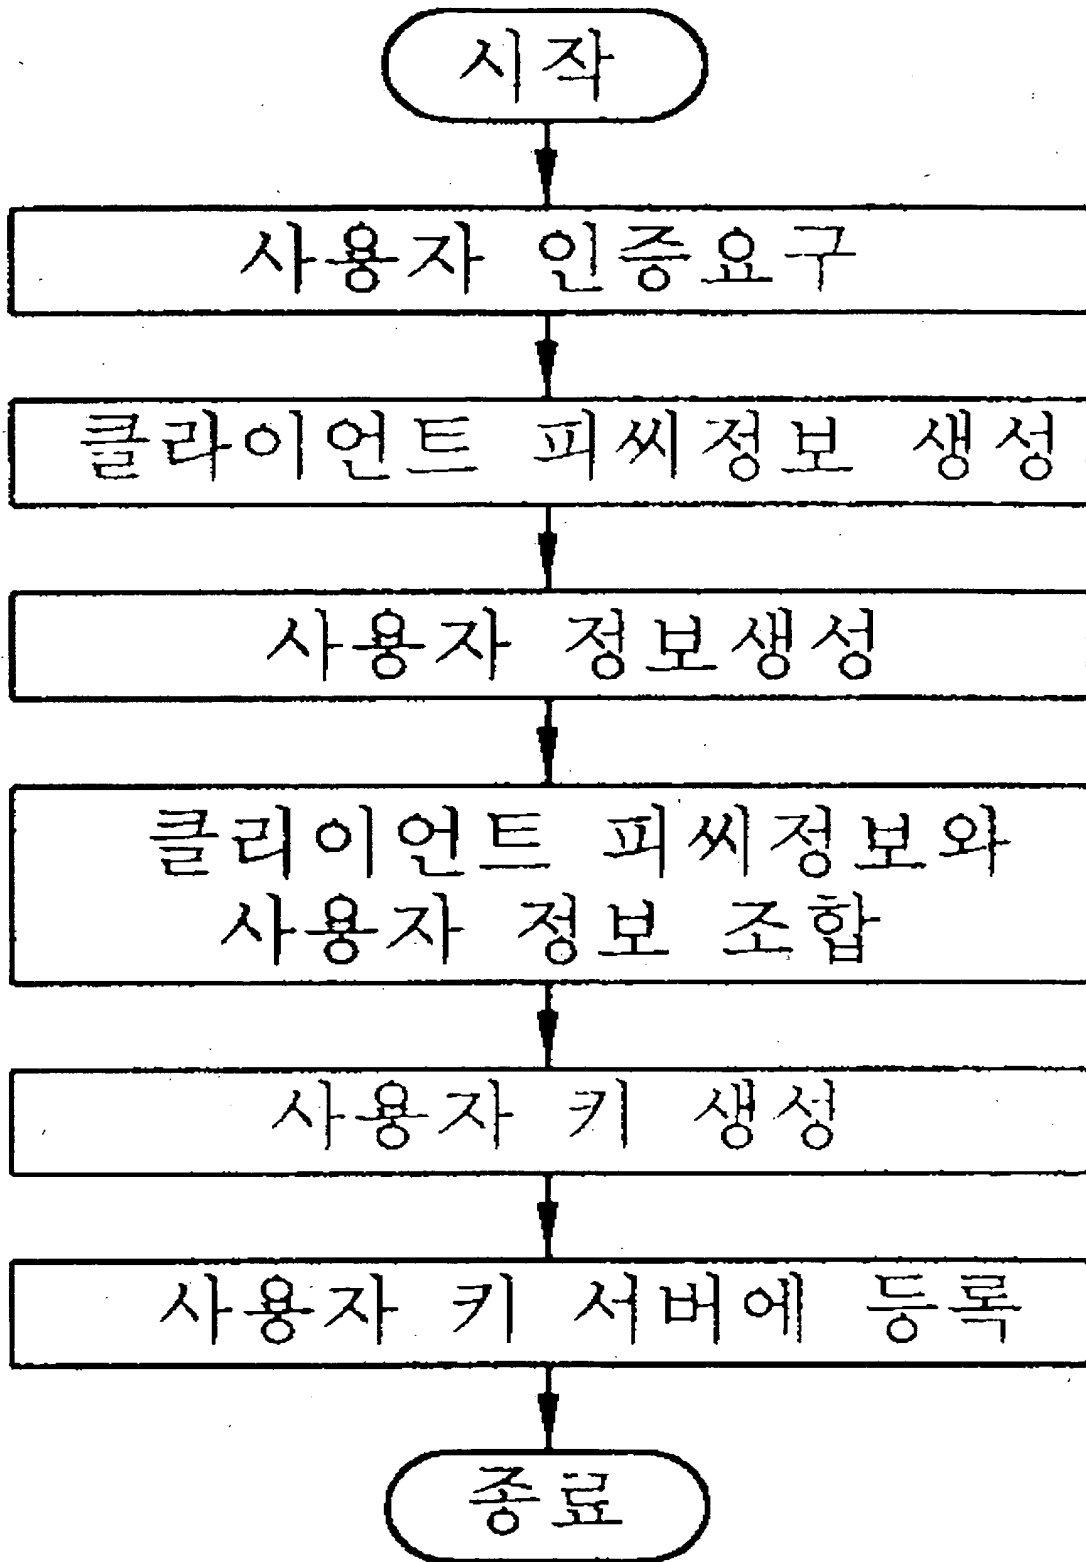 시작
사용자 인증요구
클라이언트 피씨정보 생성
사용자 정보생성
클리이언트 피씨정보와
사용자 정보 조합
사용자 키 생성
사용자 키 서버에 등록
종료